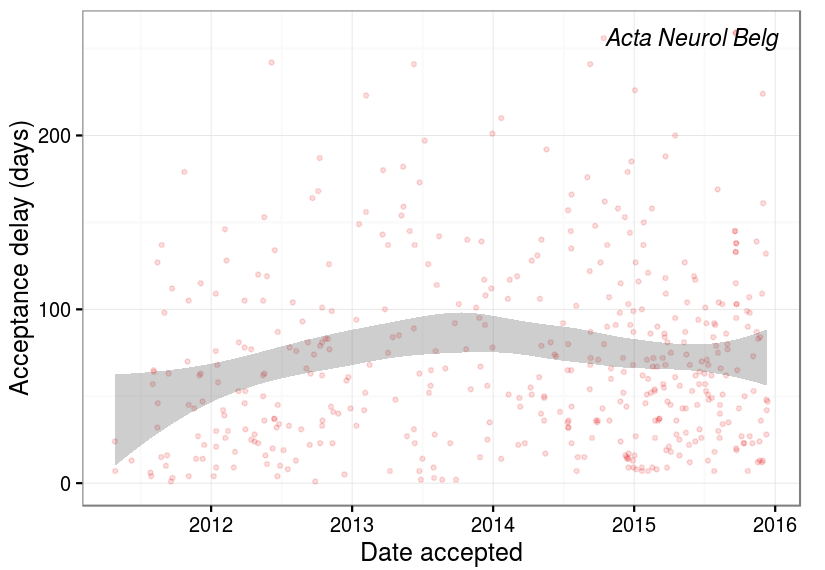 Acta Neurol Belg
Acceptance delay (days)
200
100
0
2012 2013 2014 2015 2016
Date accepted